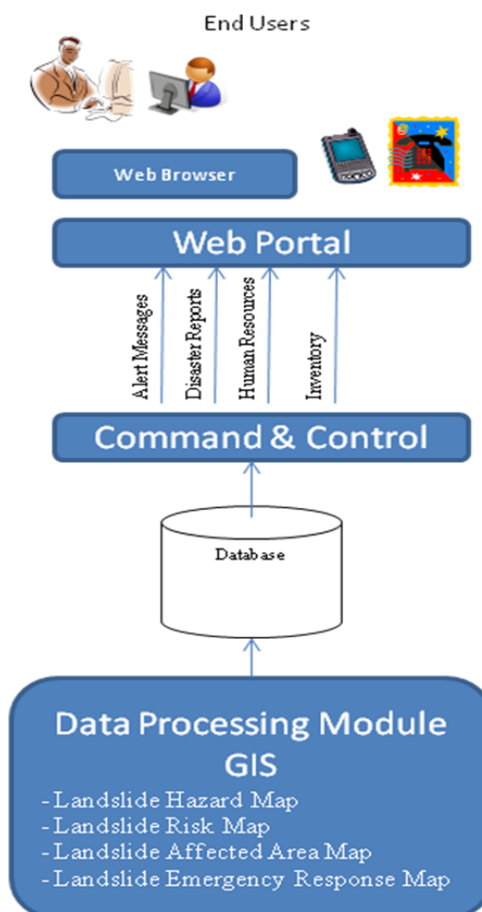 End Users
Web Browser
Web Portal
Alert Messages
Disaster Reports
Human Resources
Inventory
Command & Control
Database
Data Processing Module
GIS
- Landslide Hazard Map
- Landslide Risk Map
- Landslide Affected Area Map
- Landslide Emergency Response Map